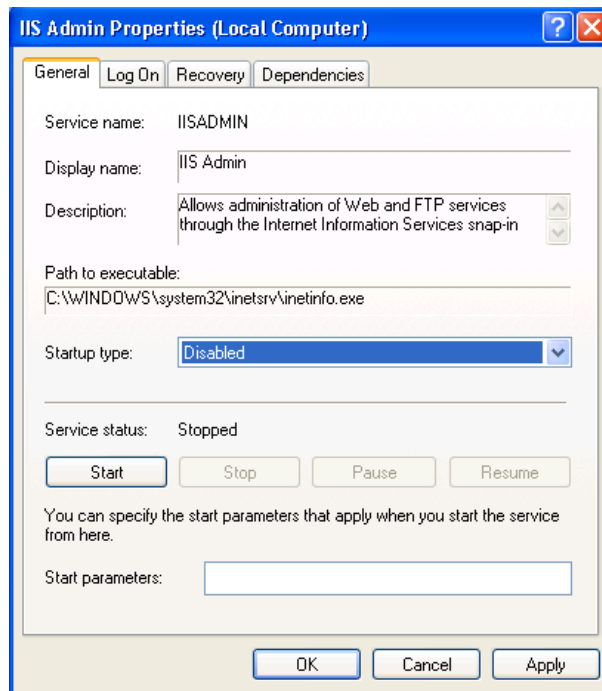 IIS Admin Properties (Local Computer)
General Log On Recovery Dependencies
Service name: IISADMIN
Display name: IIS Admin
Description: Allows administration of Web and FTP services
through the Internet Information Services snap-in
Path to executable:
C:\WINDOWS\system32\inetsrv\inetinfo.exe
Startup type: Disabled
Service status: Stopped
Start Stop Pause Resume
You can specify the start parameters that apply when you start the service
from here.
Start parameters:
OK Cancel Apply